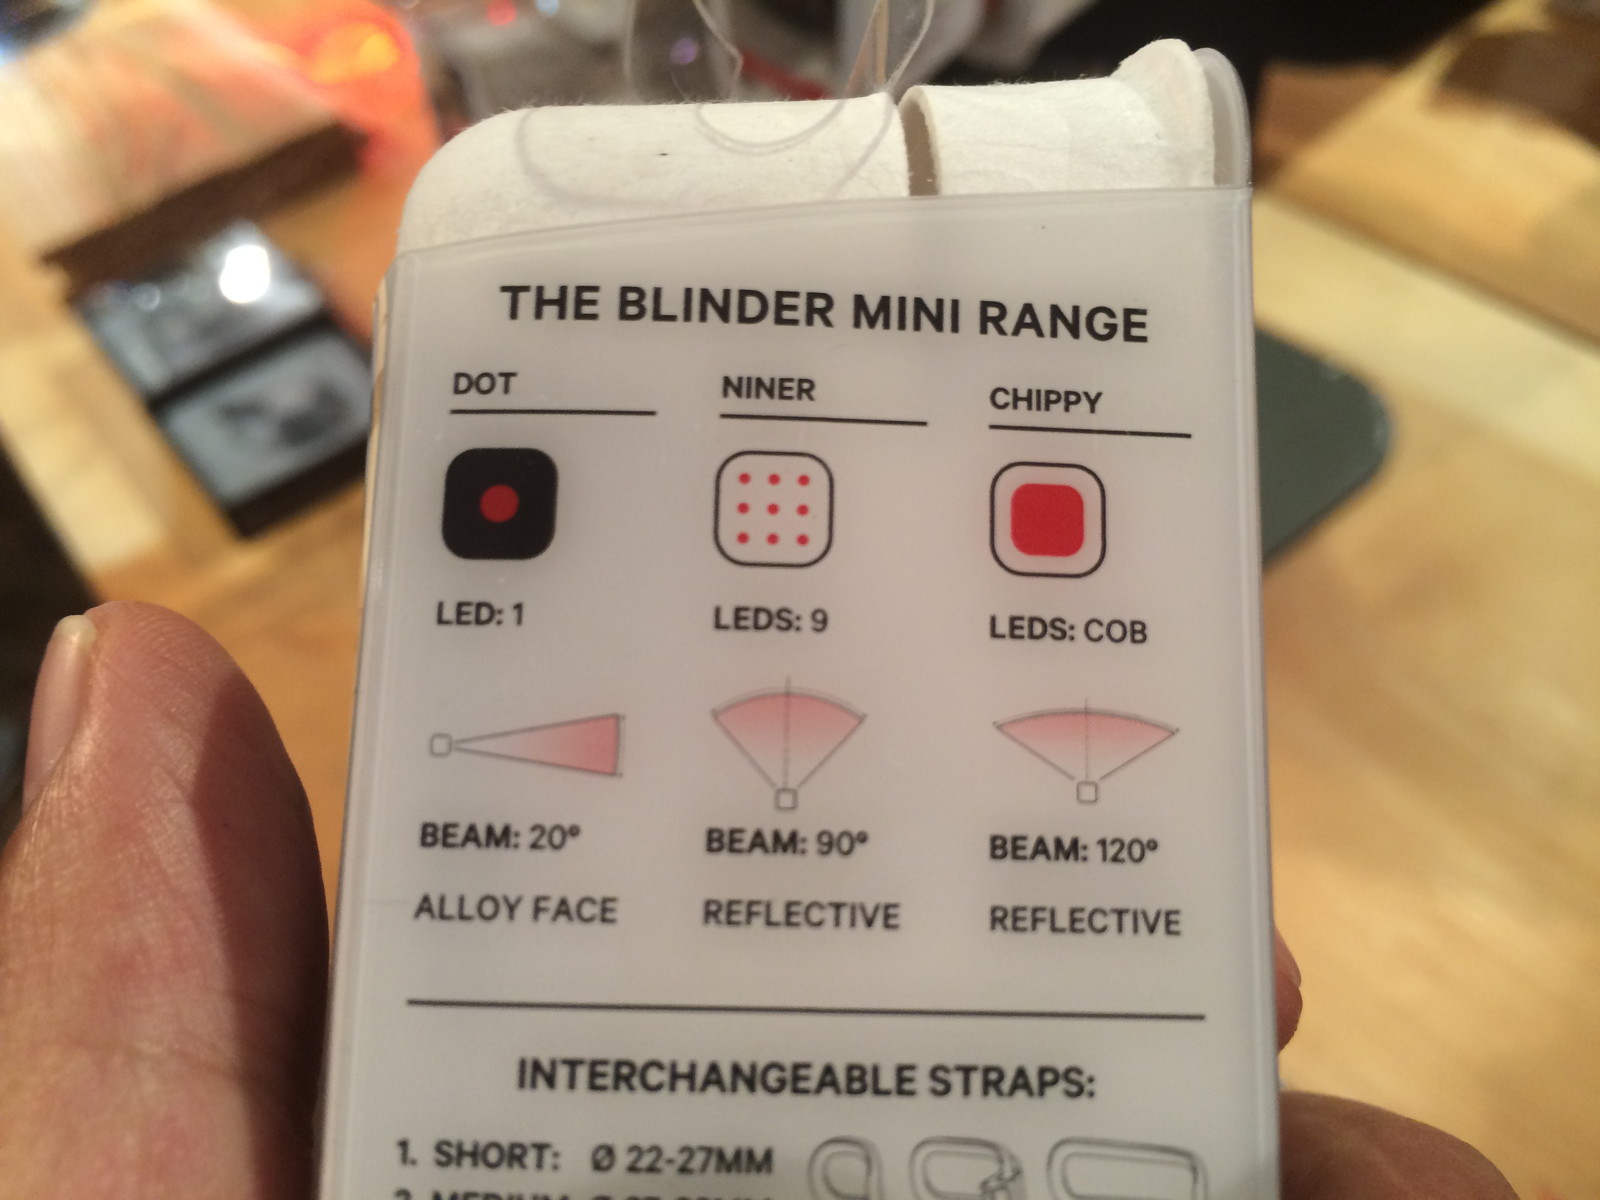 THE BLINDER MINI RANGE
DOT NINER CHIPPY
LED: 1 LEDS: 9 LEDS: COB
BEAM: 20° BEAM: 90° BEAM: 120°
ALLOY FACE REFLECTIVE REFLECTIVE
INTERCHANGEABLE STRAPS:
1. SHORT: Ø 22-27MM